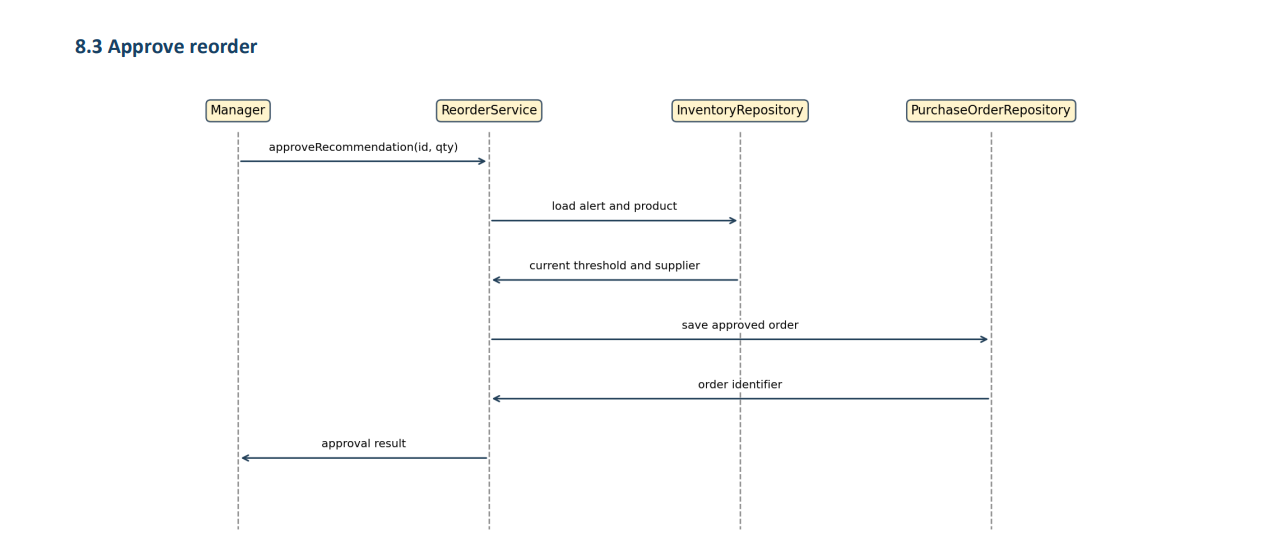 8.3 Approve reorder
Manager ReorderService InventoryRepository PurchaseOrderRepository
approveRecommendation(id, qty)
load alert and product
current threshold and supplier
save approved order
order identifier
approval result